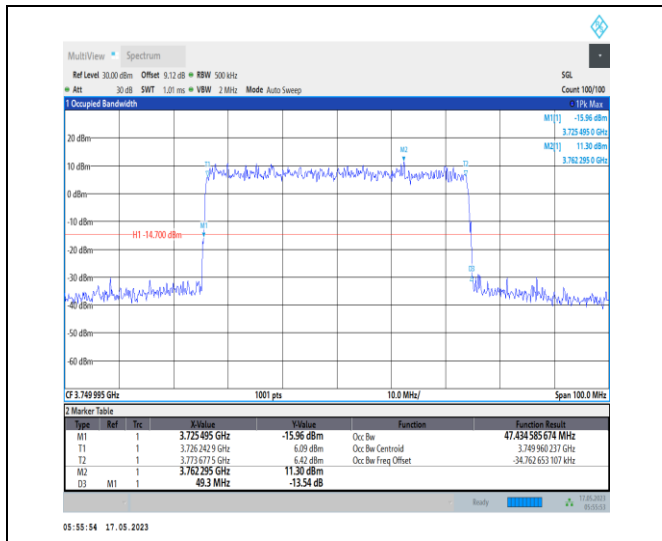 MultiView Spectrum
Ref Level 30.00 dBm Offset 9.12 dB RBW 500 kHz SGL
Att 30 dB SWT 1.01 ms VBW 2 MHz Mode Auto Sweep Count 100/100
1 Occupied Bandwidth 1Pk Max
M1[1] -15.96 dBm
3.725 495 0 GHz
M2[1] 11.30 dBm
3.762 295 0 GHz
20 dBm
M2
T1 T2
10 dBm
0 dBm
-10 dBm
M1
H1 -14.700 dBm
-20 dBm
D3
-30 dBm
-40 dBm
-50 dBm
-60 dBm
CF 3.749 995 GHz 1001 pts 10.0 MHz/ Span 100.0 MHz
2 Marker Table
Type Ref Trc X-Value Y-Value Function Function Result
M1 1 3.725 495 GHz -15.96 dBm Occ Bw 47.434 585 674 MHz
T1 1 3.726 242 9 GHz 6.09 dBm Occ Bw Centroid 3.749 960 237 GHz
T2 1 3.773 677 5 GHz 6.42 dBm Occ Bw Freq Offset -34.762 653 107 kHz
M2 1 3.762 295 GHz 11.30 dBm
D3 M1 1 49.3 MHz -13.54 dB
Ready 17.05.2023
05:55:53
05:55:54 17.05.2023